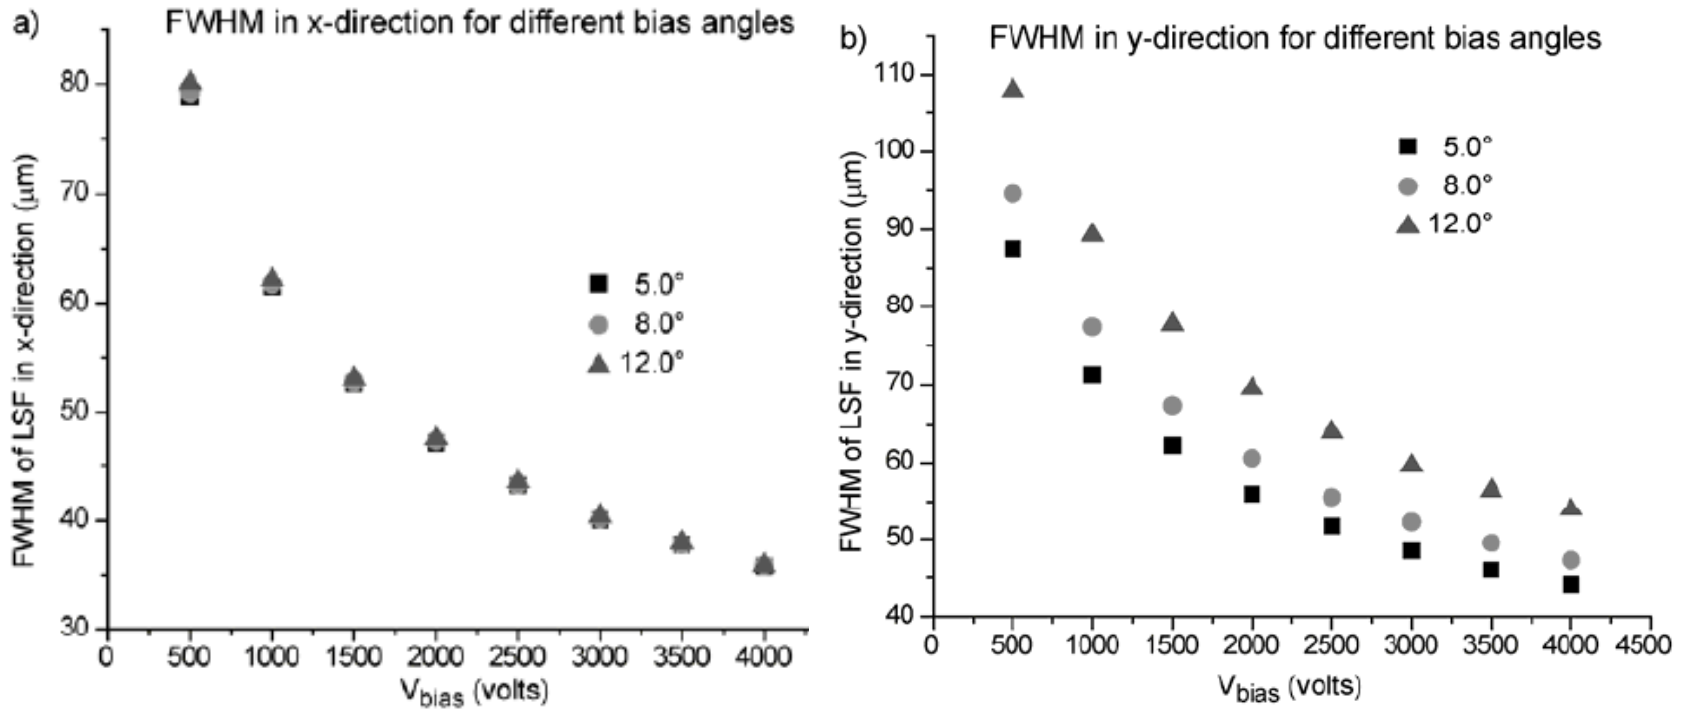 a) FWHM in x-direction for different bias angles
FWHM of LSF in x-direction (μm)
80
70
60
50
40
30
5.0°
8.0°
12.0°
0 500 1000 1500 2000 2500 3000 3500 4000
Vbias (volts)
b) FWHM in y-direction for different bias angles
FWHM of LSF in y-direction (μm)
110
100
90
80
70
60
50
40
5.0°
8.0°
12.0°
0 500 1000 1500 2000 2500 3000 3500 4000 4500
Vbias (volts)